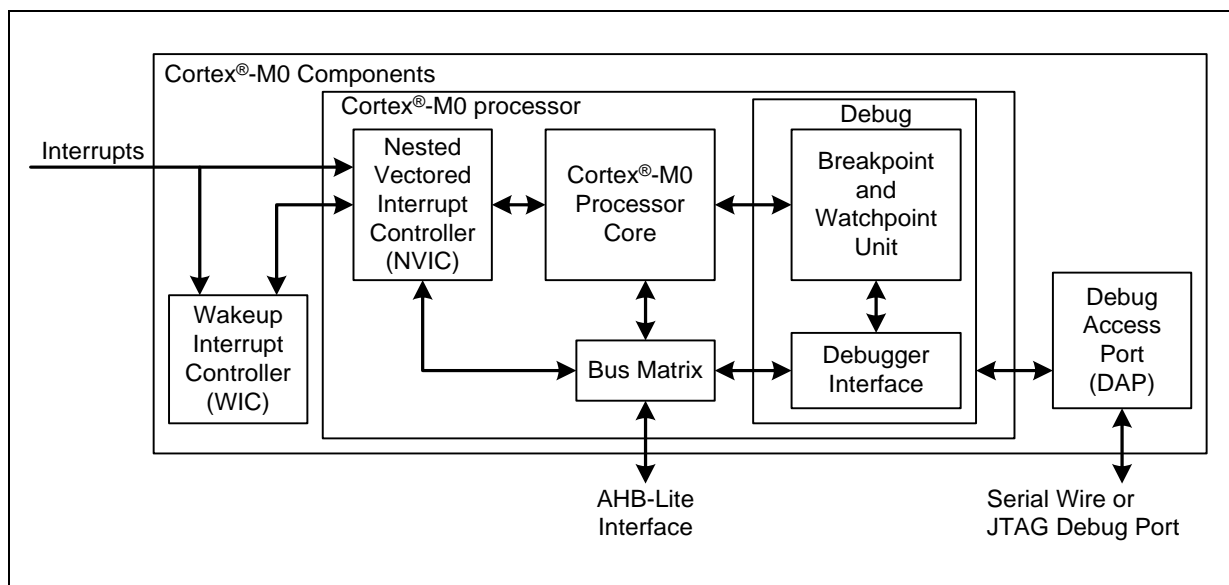 Cortex®-M0 Components
Cortex®-M0 processor
Debug
Interrupts
Nested
Vectored
Interrupt
Controller
(NVIC)
Cortex®-M0
Processor
Core
Breakpoint
and
Watchpoint
Unit
Wakeup
Interrupt
Controller
(WIC)
Bus Matrix
Debugger
Interface
Debug
Access
Port
(DAP)
AHB-Lite
Interface
Serial Wire or
JTAG Debug Port